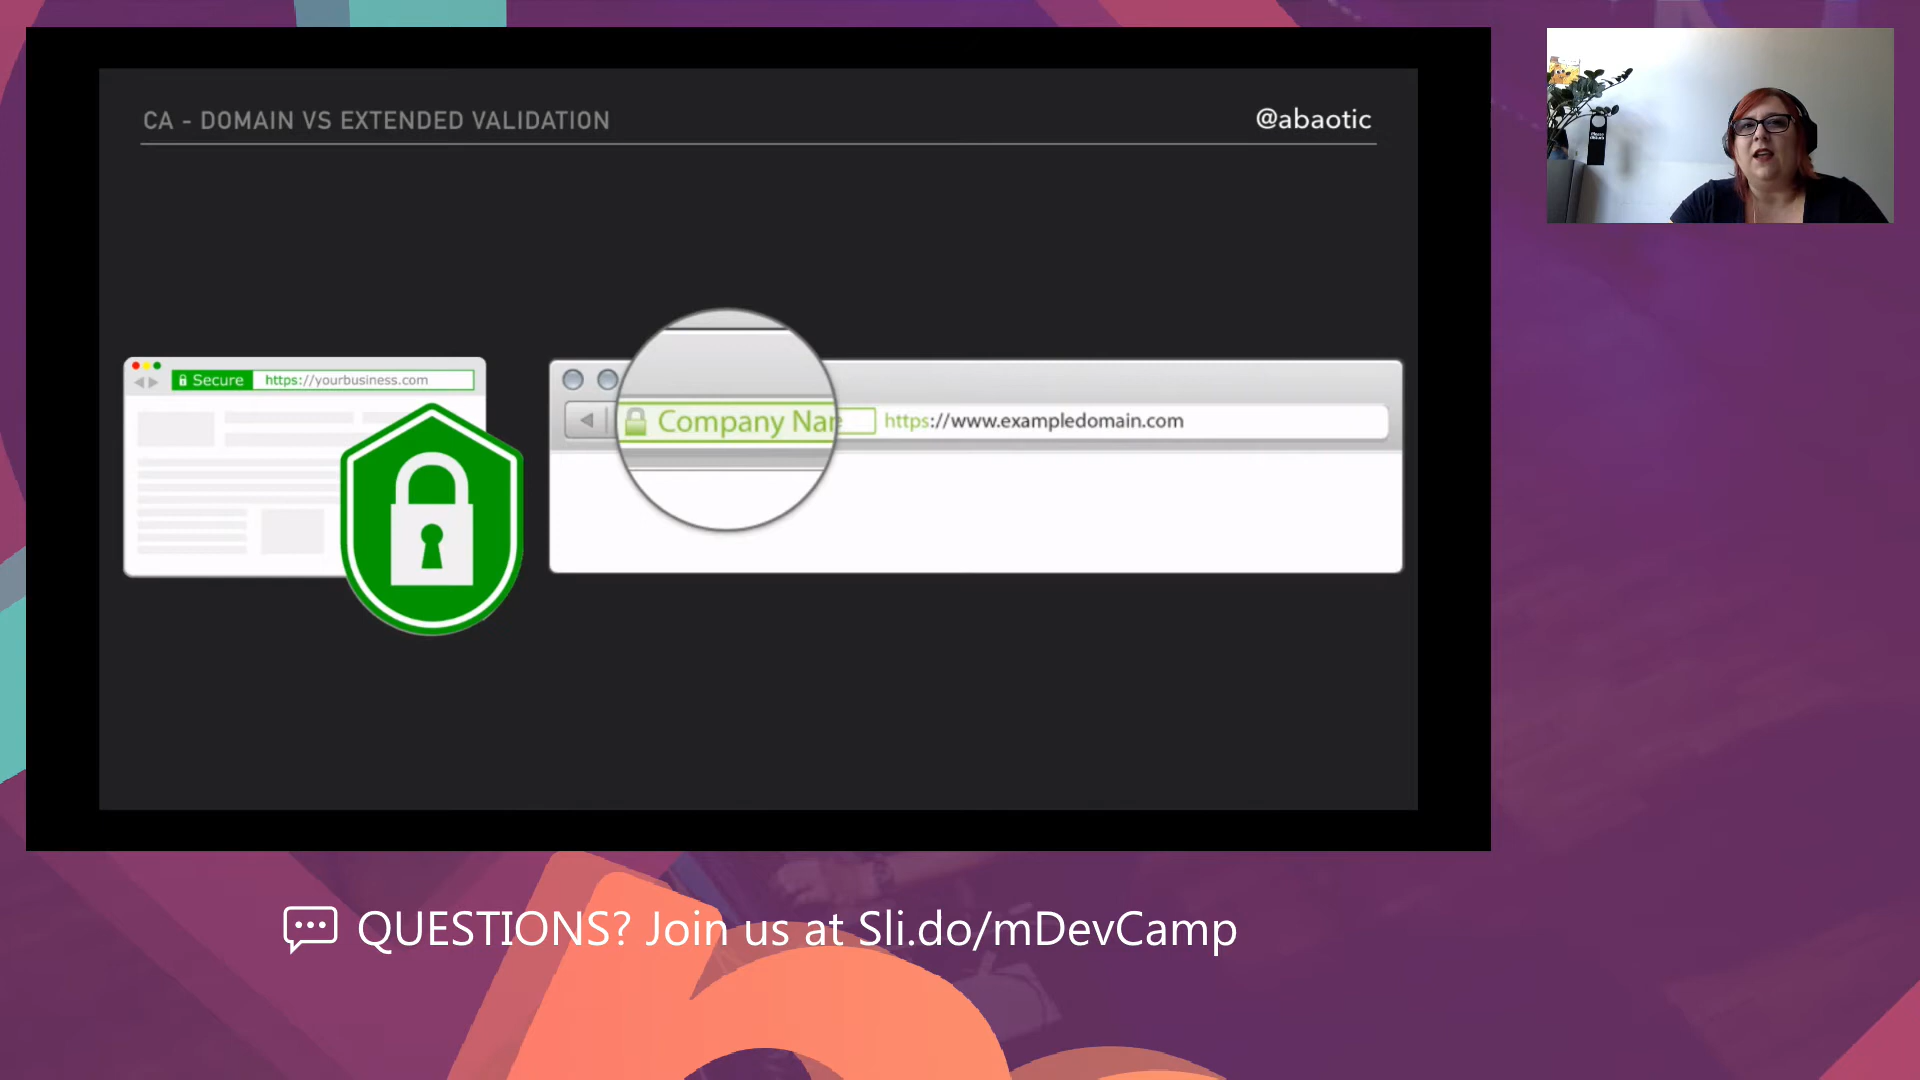 CA - DOMAIN VS EXTENDED VALIDATION
@abaotic
Secure https://yourbusiness.com
Company Nam https://www.exampledomain.com
QUESTIONS? Join us at Sli.do/mDevCamp